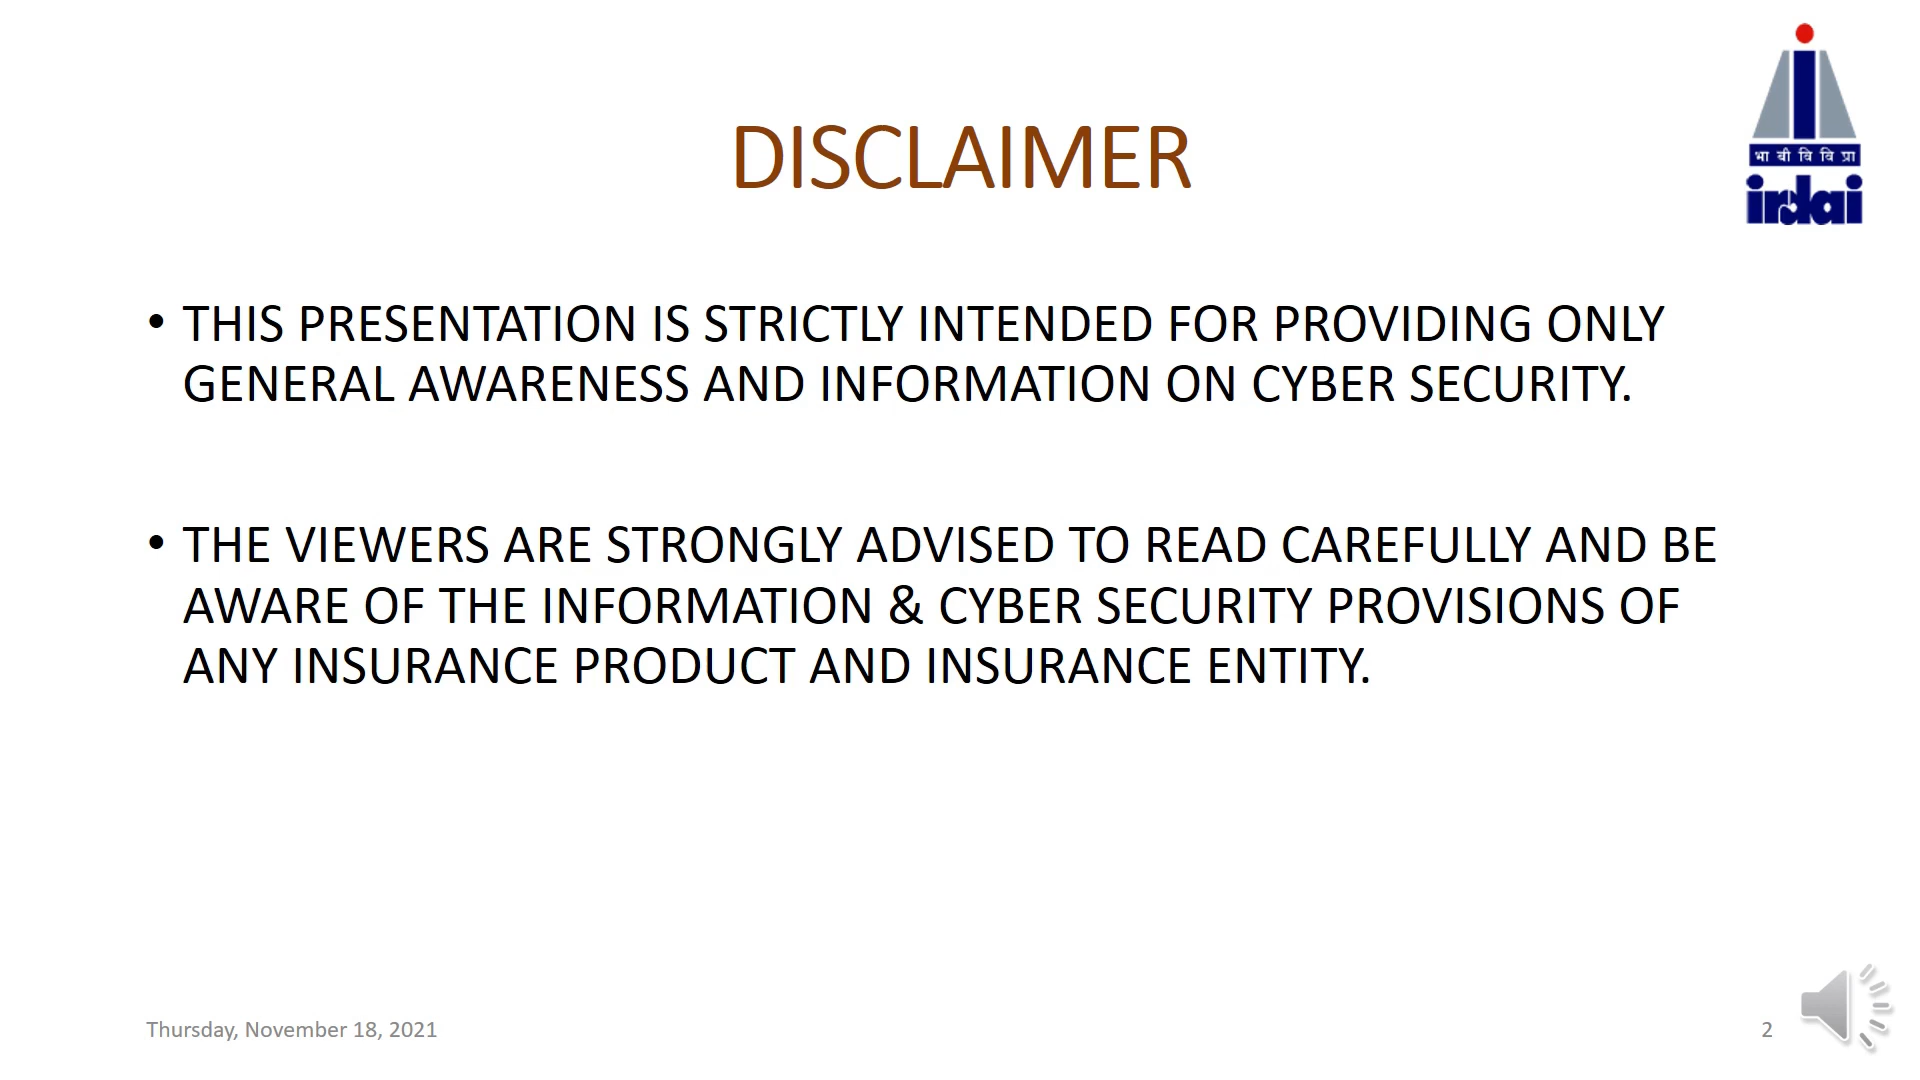 भा बी वि वि प्रा
irdai
DISCLAIMER
• THIS PRESENTATION IS STRICTLY INTENDED FOR PROVIDING ONLY
GENERAL AWARENESS AND INFORMATION ON CYBER SECURITY.
• THE VIEWERS ARE STRONGLY ADVISED TO READ CAREFULLY AND BE
AWARE OF THE INFORMATION & CYBER SECURITY PROVISIONS OF
ANY INSURANCE PRODUCT AND INSURANCE ENTITY.
Thursday, November 18, 2021
2